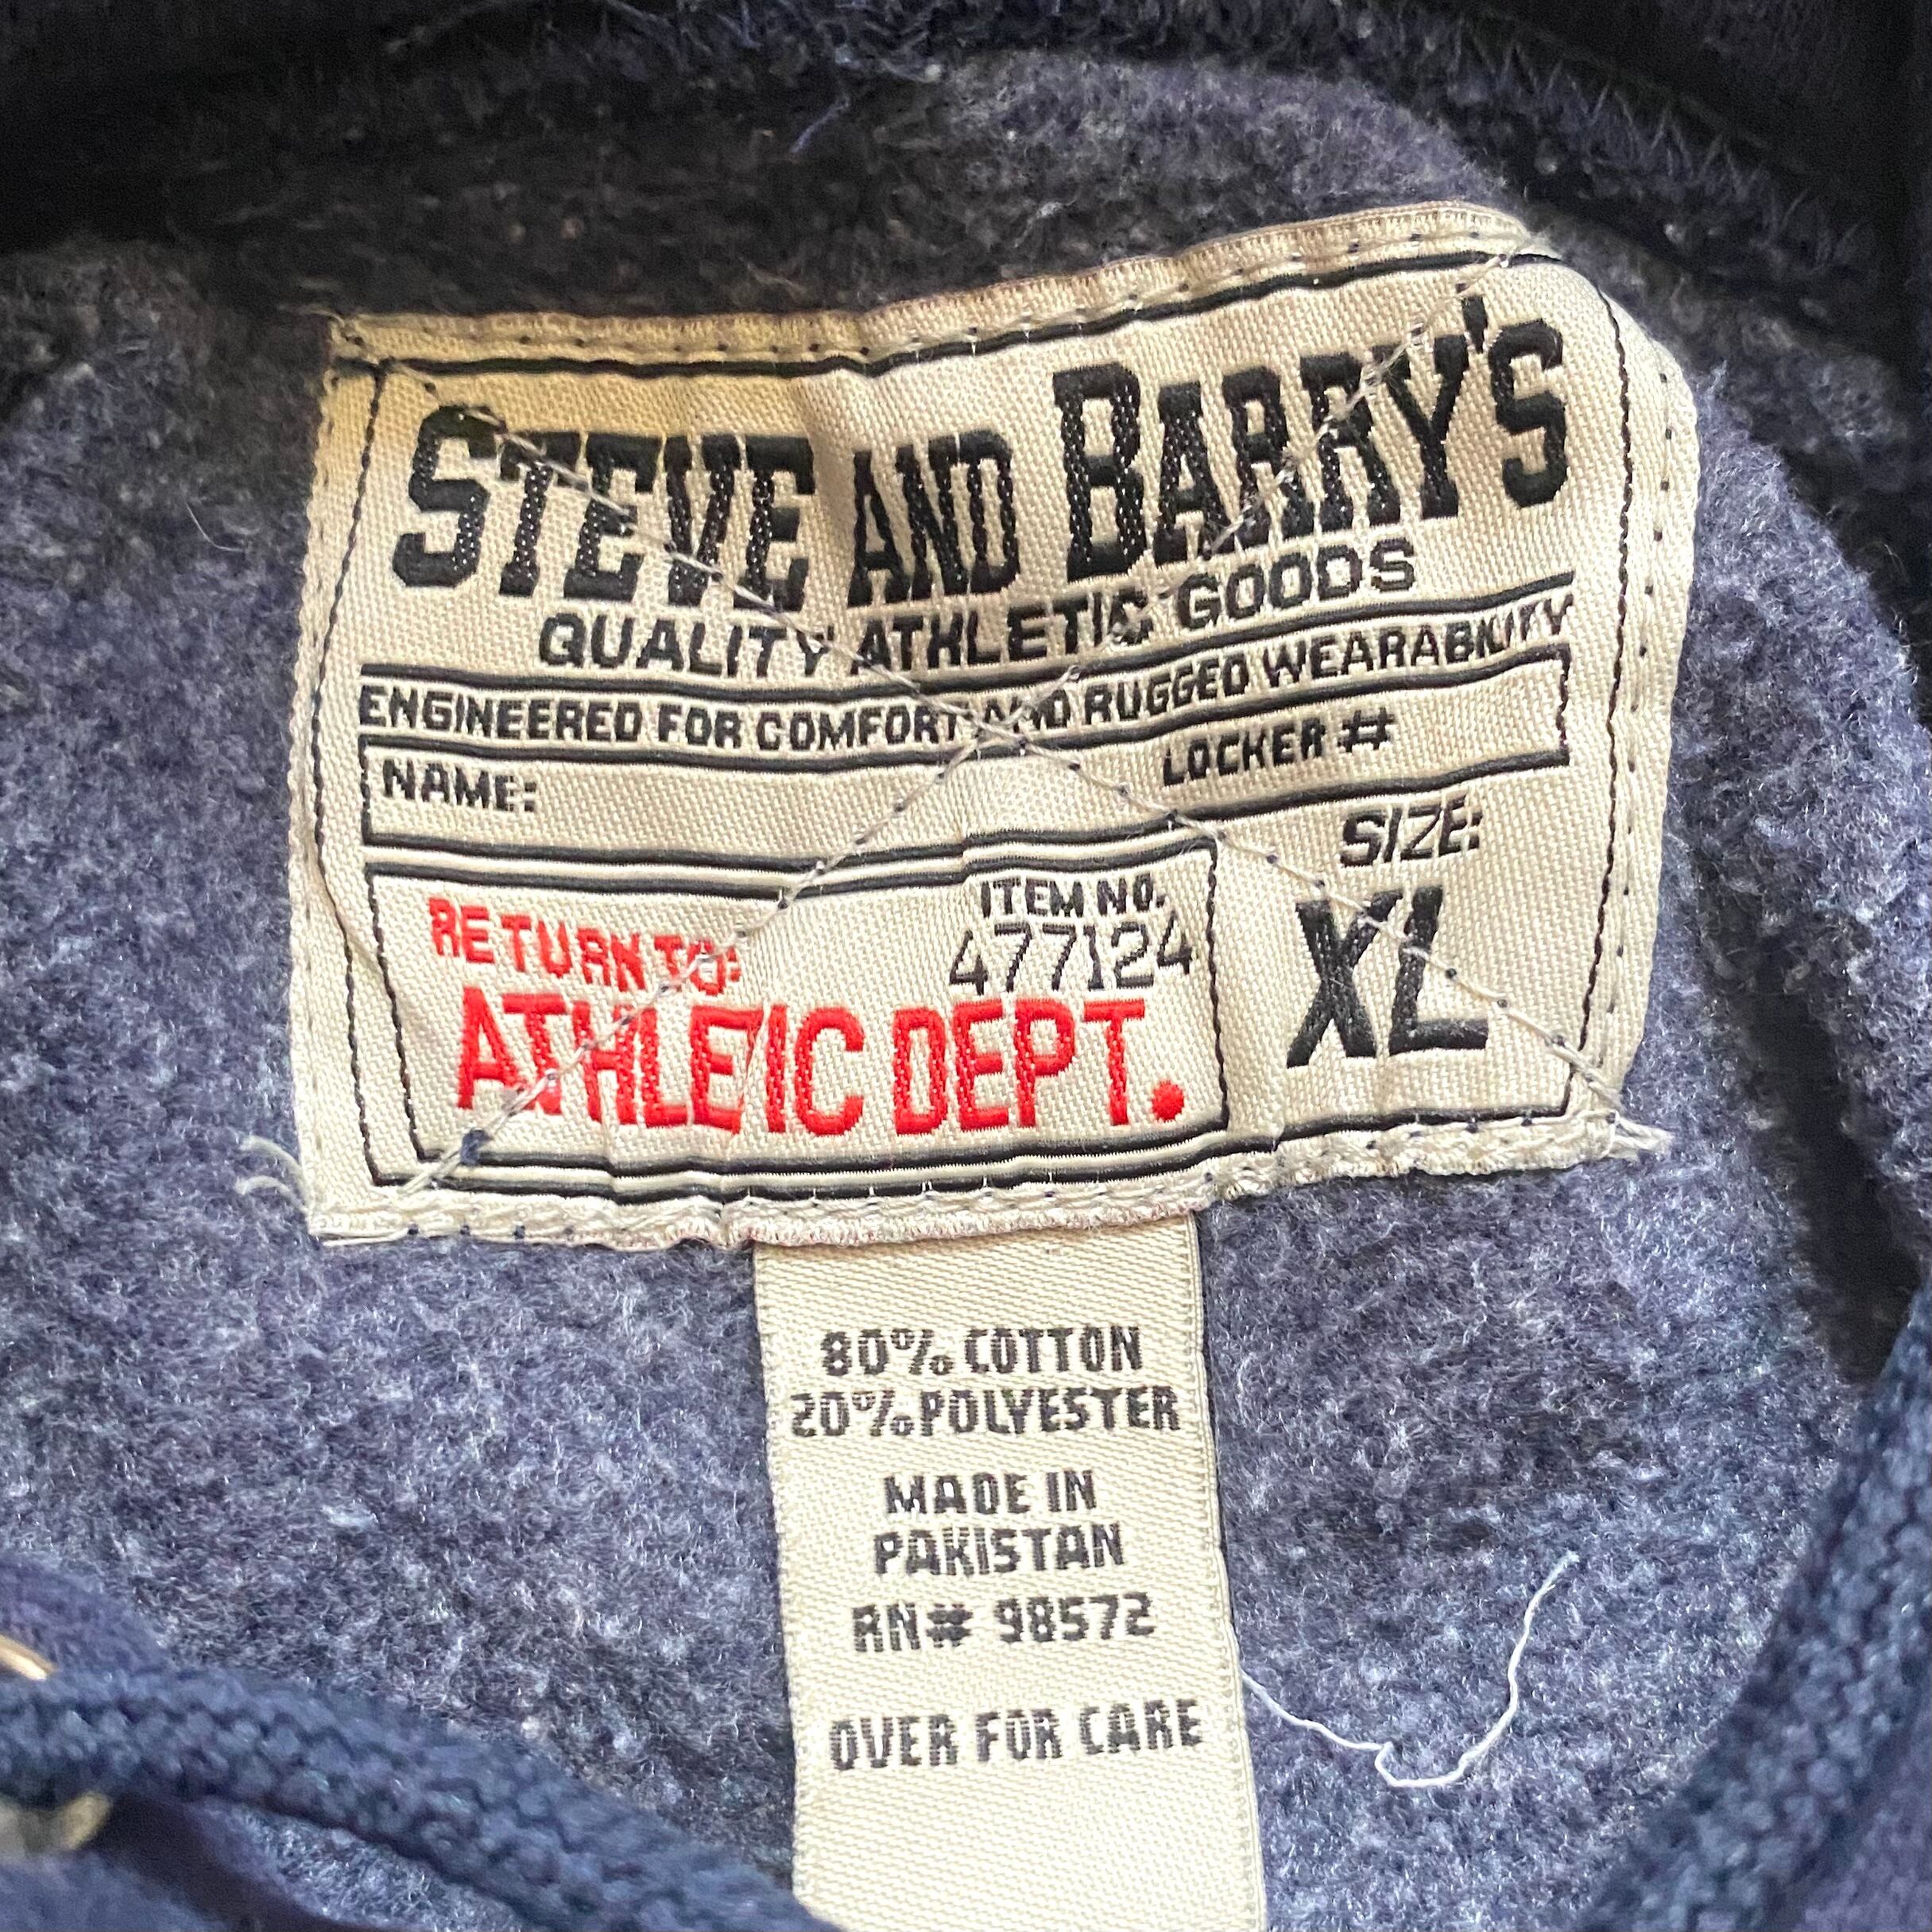 STEVE AND BARRY'S
QUALITY ATHLETIC GOODS
ENGINEERED FOR COMFORT AND RUGGED WEARABILITY
NAME: LOCKER #
SIZE:
XL
RETURN TO:
ITEM NO.
477124
ATHLETIC DEPT.
80% COTTON
20% POLYESTER
MADE IN
PAKISTAN
RN# 98572
OVER FOR CARE